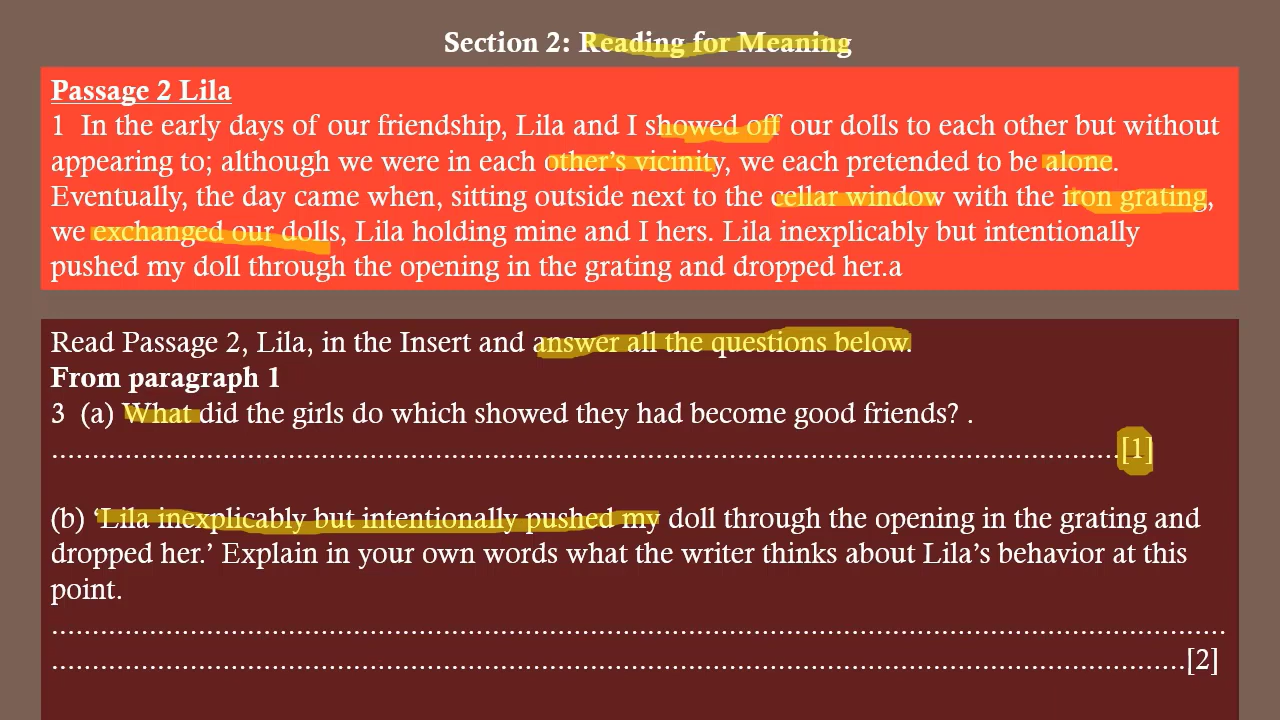 Section 2: Reading for Meaning
Passage 2 Lila
1 In the early days of our friendship, Lila and I showed off our dolls to each other but without
appearing to; although we were in each other's vicinity, we each pretended to be alone.
Eventually, the day came when, sitting outside next to the cellar window with the iron grating,
we exchanged our dolls, Lila holding mine and I hers. Lila inexplicably but intentionally
pushed my doll through the opening in the grating and dropped her.a
Read Passage 2, Lila, in the Insert and answer all the questions below.
From paragraph 1
3 (a) What did the girls do which showed they had become good friends? .
..........................................................................................................[1]
(b) ‘Lila inexplicably but intentionally pushed my doll through the opening in the grating and
dropped her.’ Explain in your own words what the writer thinks about Lila’s behavior at this
point.
....................................................................................................................
................................................................................................................[2]